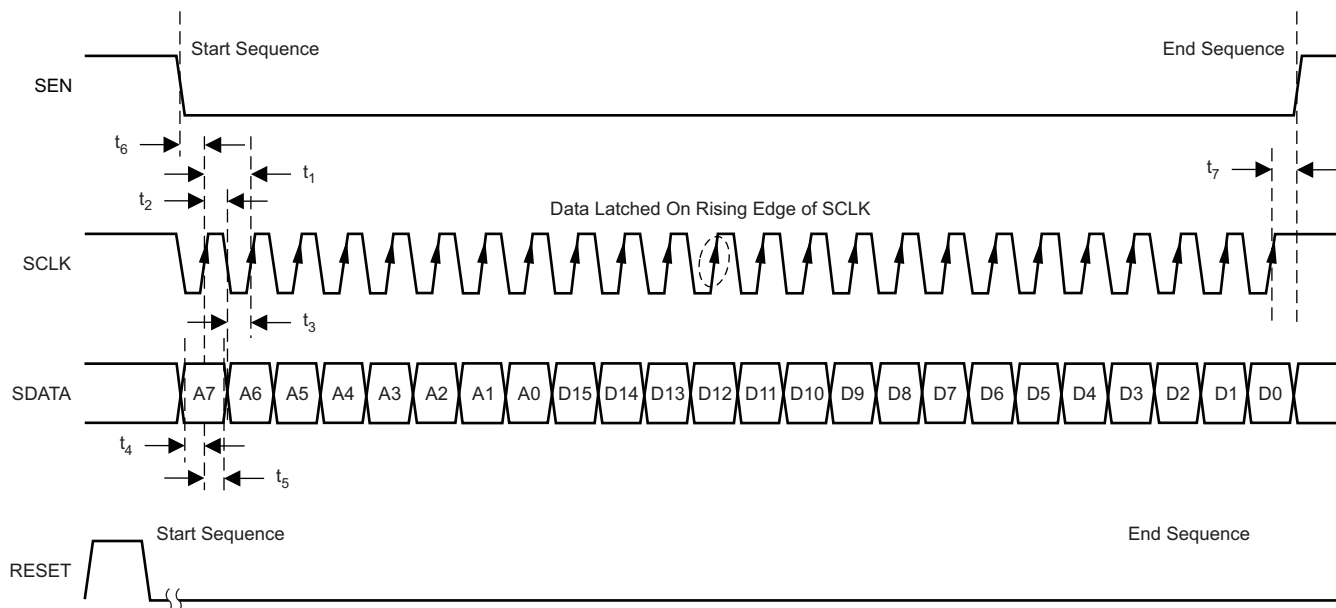 Start Sequence
End Sequence
SEN
t6
t1
t7
t2
Data Latched On Rising Edge of SCLK
SCLK
t3
SDATA
A7 A6 A5 A4 A3 A2 A1 A0 D15 D14 D13 D12 D11 D10 D9 D8 D7 D6 D5 D4 D3 D2 D1 D0
t4
t5
Start Sequence
End Sequence
RESET